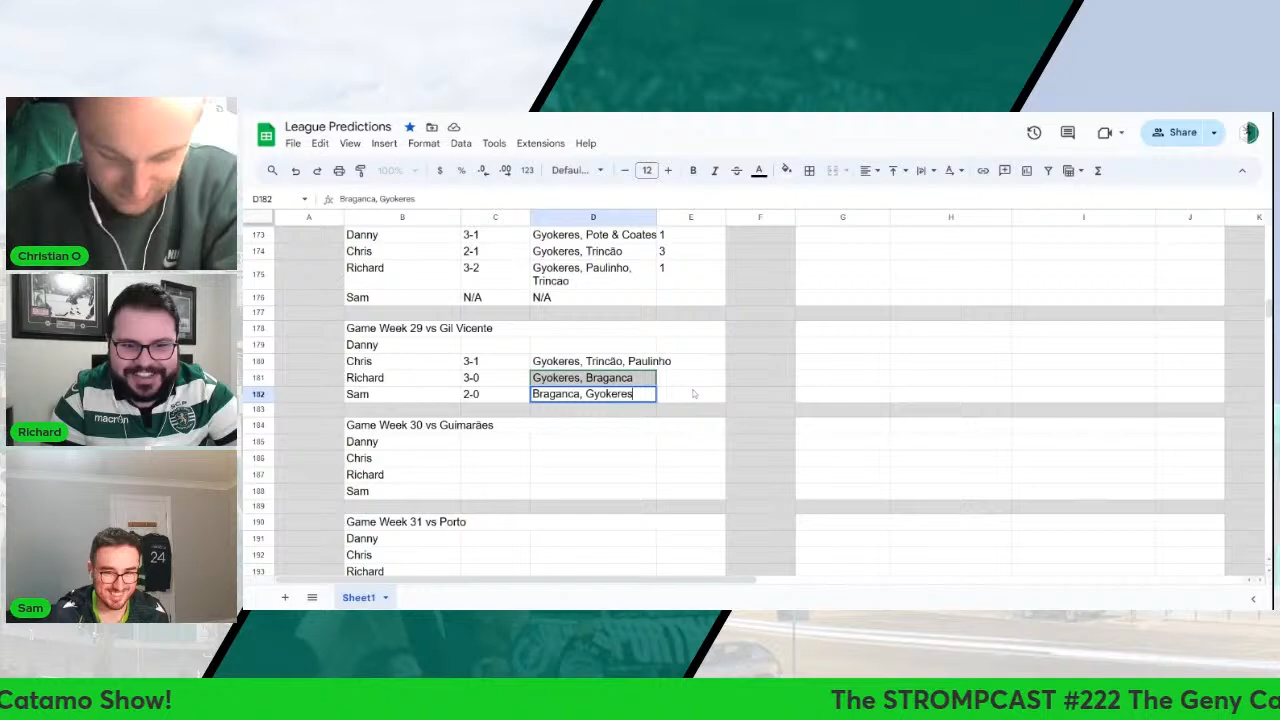 League Predictions
File Edit View Insert Format Data Tools Extensions Help
Share
100% $ % .0 .00 123 Defaul... 12 B I A
D182 fx Braganca, Gyokeres
A B C D E F G H I J K
173 Danny 3-1 Gyokeres, Pote & Coates 1
174 Chris 2-1 Gyokeres, Trincão 3
175 Richard 3-2 Gyokeres, Paulinho, 1
Trincao
176 Sam N/A N/A
177
178 Game Week 29 vs Gil Vicente
179 Danny
180 Chris 3-1 Gyokeres, Trincão, Paulinho
181 Richard 3-0 Gyokeres, Braganca
182 Sam 2-0 Braganca, Gyokeres
183
184 Game Week 30 vs Guimarães
185 Danny
186 Chris
187 Richard
188 Sam
189
190 Game Week 31 vs Porto
191 Danny
192 Chris
193 Richard
Sheet1
Christian O
macron
SCP
Richard
24
Sam
Catamo Show!
The STROMPCAST #222 The Geny Ca